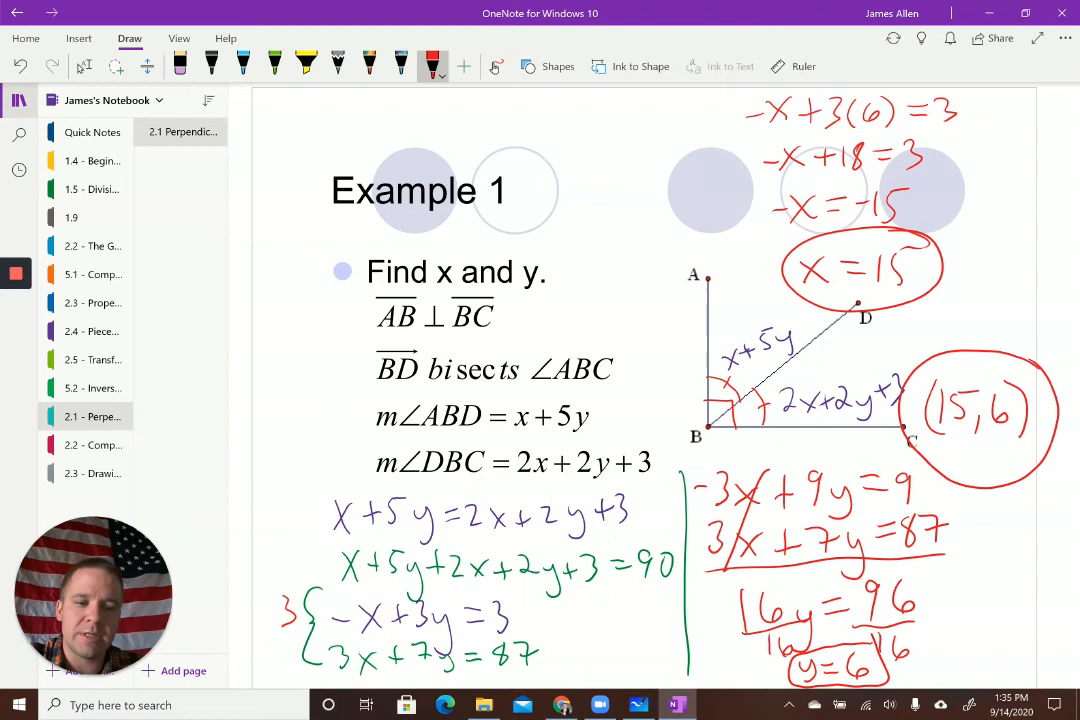 OneNote for Windows 10
James Allen
Home Insert Draw View Help
Share
Shapes Ink to Shape Ink to Text Ruler
James's Notebook
Quick Notes
1.4 - Begin...
1.5 - Divisi...
1.9
2.2 - The G...
5.1 - Comp...
2.3 - Prope...
2.4 - Piece...
2.5 - Transf...
5.2 - Invers...
2.1 - Perpe...
2.2 - Comp...
2.3 - Drawi...
Add page
2.1 Perpendic...
Example 1
Find x and y.
AB ⊥ BC
BD bisects ∠ABC
m∠ABD = x + 5y
m∠DBC = 2x + 2y + 3
x + 5y = 2x + 2y + 3
x + 5y + 2x + 2y + 3 = 90
3 { -x + 3y = 3
3x + 7y = 87
-x + 3(6) = 3
-x + 18 = 3
-x = -15
x = 15
A
D
x + 5y
2x + 2y + 3
B
C
(15, 6)
-3x + 9y = 9
3x + 7y = 87
16y = 96
16 16
y = 6
Type here to search
1:35 PM
9/14/2020